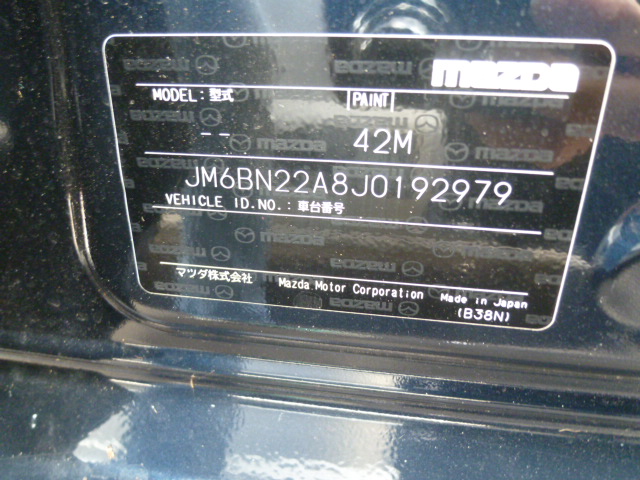 mazda
MODEL:型式
PAINT
-- 42M
JM6BN22A8J0192979
VEHICLE ID.NO.:車台番号
マツダ株式会社 Mazda Motor Corporation Made in Japan
(B38N)